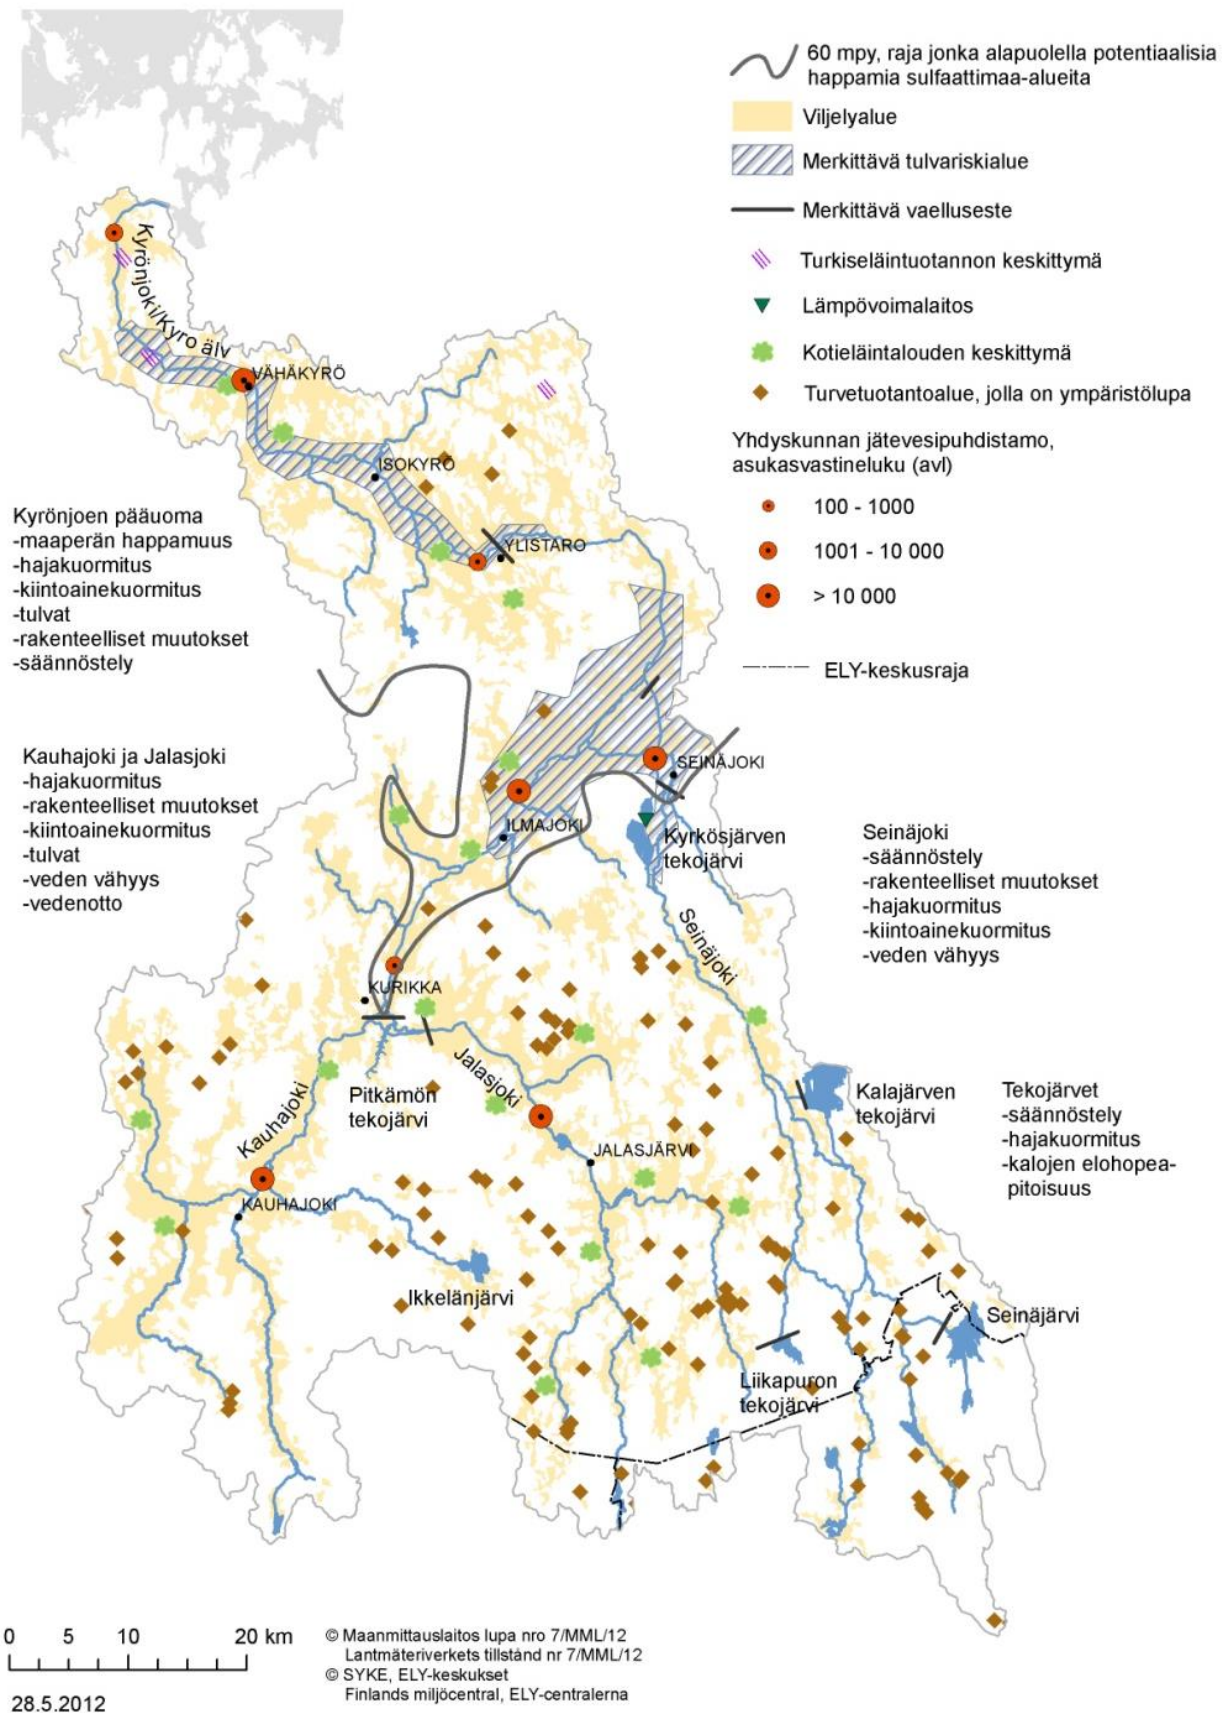 60 mpy, raja jonka alapuolella potentiaalisia
happamia sulfaattimaa-alueita
Viljelyalue
Merkittävä tulvariskialue
Merkittävä vaelluseste
Turkiseläintuotannon keskittymä
Lämpövoimalaitos
Kotieläintalouden keskittymä
Turvetuotantoalue, jolla on ympäristölupa
Yhdyskunnan jätevesipuhdistamo,
asukasvastineluku (avl)
100 - 1000
1001 - 10 000
> 10 000
ELY-keskusraja
Kyrönjoki/Kyro älv
VÄHÄKYRÖ
ISOKYRÖ
YLISTARO
Kyrönjoen pääuoma
-maaperän happamuus
-hajakuormitus
-kiintoainekuormitus
-tulvat
-rakenteelliset muutokset
-säännöstely
Kauhajoki ja Jalasjoki
-hajakuormitus
-rakenteelliset muutokset
-kiintoainekuormitus
-tulvat
-veden vähyys
-vedenotto
SEINÄJOKI
ILMAJOKI
Kyrkösjärven
tekojärvi
Seinäjoki
-säännöstely
-rakenteelliset muutokset
-hajakuormitus
-kiintoainekuormitus
-veden vähyys
Seinäjoki
KURIKKA
Jalasjoki
Pitkämön
tekojärvi
Kauhajoki
Kalajärven
tekojärvi
Tekojärvet
-säännöstely
-hajakuormitus
-kalojen elohopea-
pitoisuus
JALASJÄRVI
KAUHAJOKI
Ikkelänjärvi
Seinäjärvi
Liikapuron
tekojärvi
0 5 10 20 km
28.5.2012
© Maanmittauslaitos lupa nro 7/MML/12
Lantmäteriverkets tillstånd nr 7/MML/12
© SYKE, ELY-keskukset
Finlands miljöcentral, ELY-centralerna